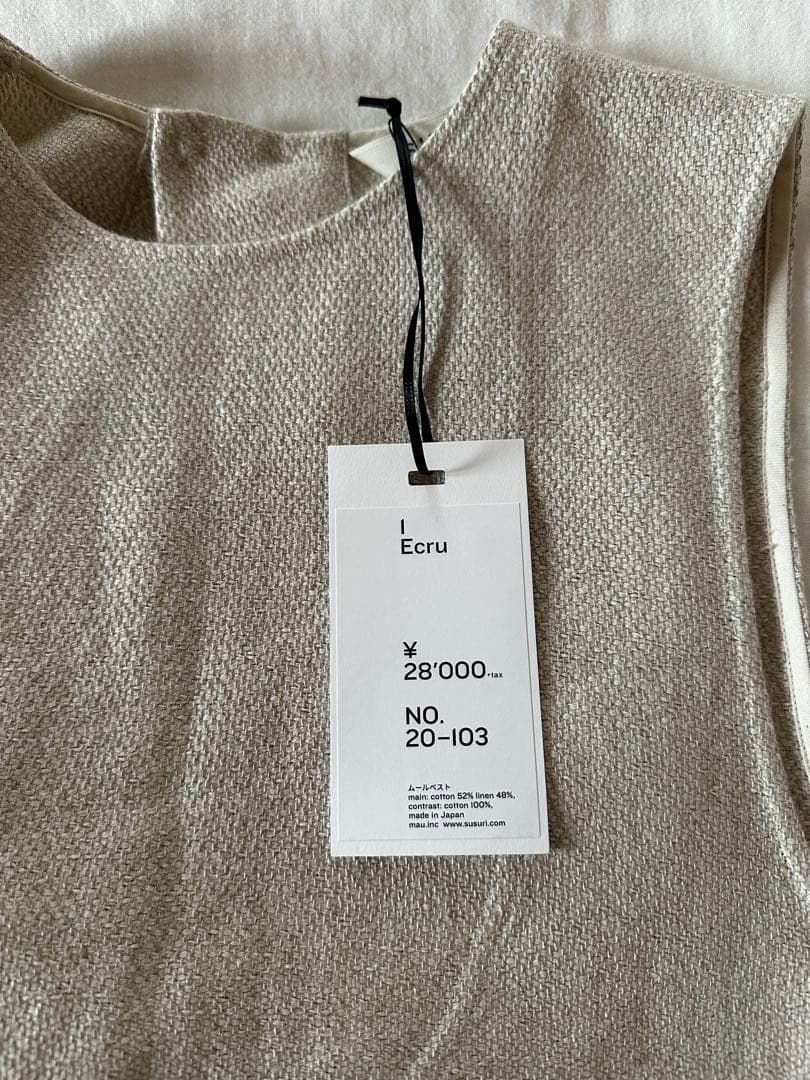 I
Ecru
¥
28'000.+tax
NO.
20–103
ムールベスト
main: cotton 52% linen 48%,
contrast: cotton 100%,
made in Japan
mau.inc www.susuri.com